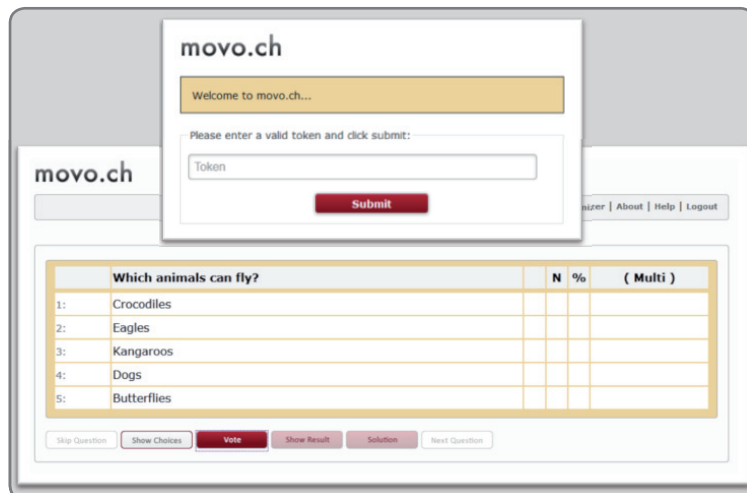 movo.ch
Welcome to movo.ch...
Please enter a valid token and click submit:
Token
Submit
movo.ch
nizer | About | Help | Logout
Which animals can fly? N % ( Multi )
1: Crocodiles
2: Eagles
3: Kangaroos
4: Dogs
5: Butterflies
Skip Question Show Choices Vote Show Result Solution Next Question